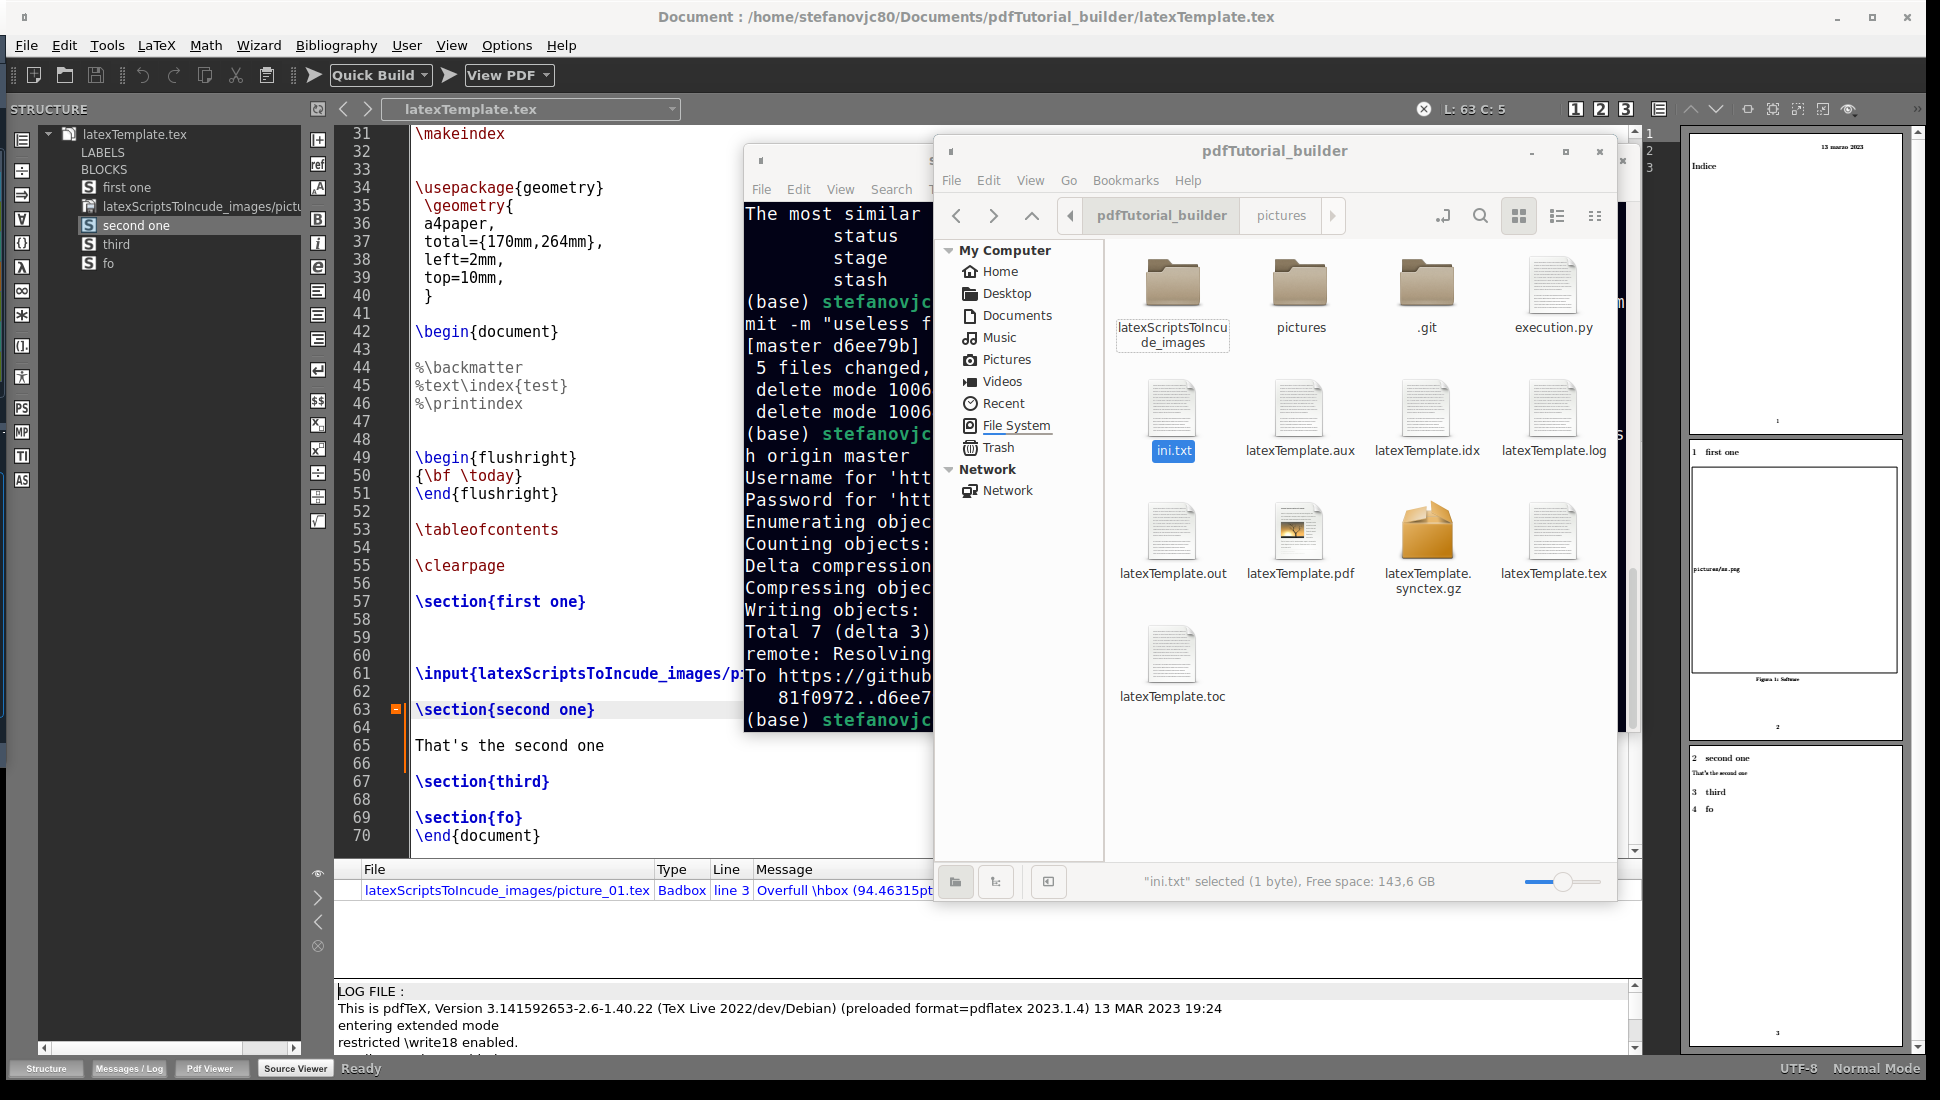 Document : /home/stefanovjc80/Documents/pdfTutorial_builder/latexTemplate.tex
File Edit Tools LaTeX Math Wizard Bibliography User View Options Help
Quick Build View PDF
STRUCTURE
latexTemplate.tex
L: 63 C: 5
1 2 3
latexTemplate.tex
LABELS
BLOCKS
first one
latexScriptsToIncude_images/pictu
second one
third
fo
ref
PS
MP
TI
AS
31 \makeindex
32
33
34 \usepackage{geometry}
35 \geometry{
36 a4paper,
37 total={170mm,264mm},
38 left=2mm,
39 top=10mm,
40 }
41
42 \begin{document}
43
44 %\backmatter
45 %text\index{test}
46 %\printindex
47
48
49 \begin{flushright}
50 {\bf \today}
51 \end{flushright}
52
53 \tableofcontents
54
55 \clearpage
56
57 \section{first one}
58
59
60
61 \input{latexScriptsToIncude_images/pi
62
63 \section{second one}
64
65 That's the second one
66
67 \section{third}
68
69 \section{fo}
70 \end{document}
File Edit View Search
The most similar
status
stage
stash
(base) stefanovjc
mit -m "useless f
[master d6ee79b]
5 files changed,
delete mode 1006
delete mode 1006
(base) stefanovjc
h origin master
Username for 'htt
Password for 'htt
Enumerating objec
Counting objects:
Delta compression
Compressing objec
Writing objects:
Total 7 (delta 3)
remote: Resolving
To https://github
81f0972..d6ee7
(base) stefanovjc
pdfTutorial_builder
File Edit View Go Bookmarks Help
pdfTutorial_builder pictures
My Computer
Home
Desktop
Documents
Music
Pictures
Videos
Recent
File System
Trash
Network
Network
latexScriptsToIncu
de_images
pictures
.git
execution.py
ini.txt
latexTemplate.aux
latexTemplate.idx
latexTemplate.log
latexTemplate.out
latexTemplate.pdf
latexTemplate.
synctex.gz
latexTemplate.tex
latexTemplate.toc
"ini.txt" selected (1 byte), Free space: 143,6 GB
1
2
3
13 marzo 2023
Indice
1
1 first one
pictures/ss.png
Figura 1: Softwse
2
2 second one
That's the second one
3 third
4 fo
3
File Type Line Message
latexScriptsToIncude_images/picture_01.tex Badbox line 3 Overfull \hbox (94.46315pt
LOG FILE :
This is pdfTeX, Version 3.141592653-2.6-1.40.22 (TeX Live 2022/dev/Debian) (preloaded format=pdflatex 2023.1.4) 13 MAR 2023 19:24
entering extended mode
restricted \write18 enabled.
Structure Messages / Log Pdf Viewer Source Viewer Ready
UTF-8 Normal Mode